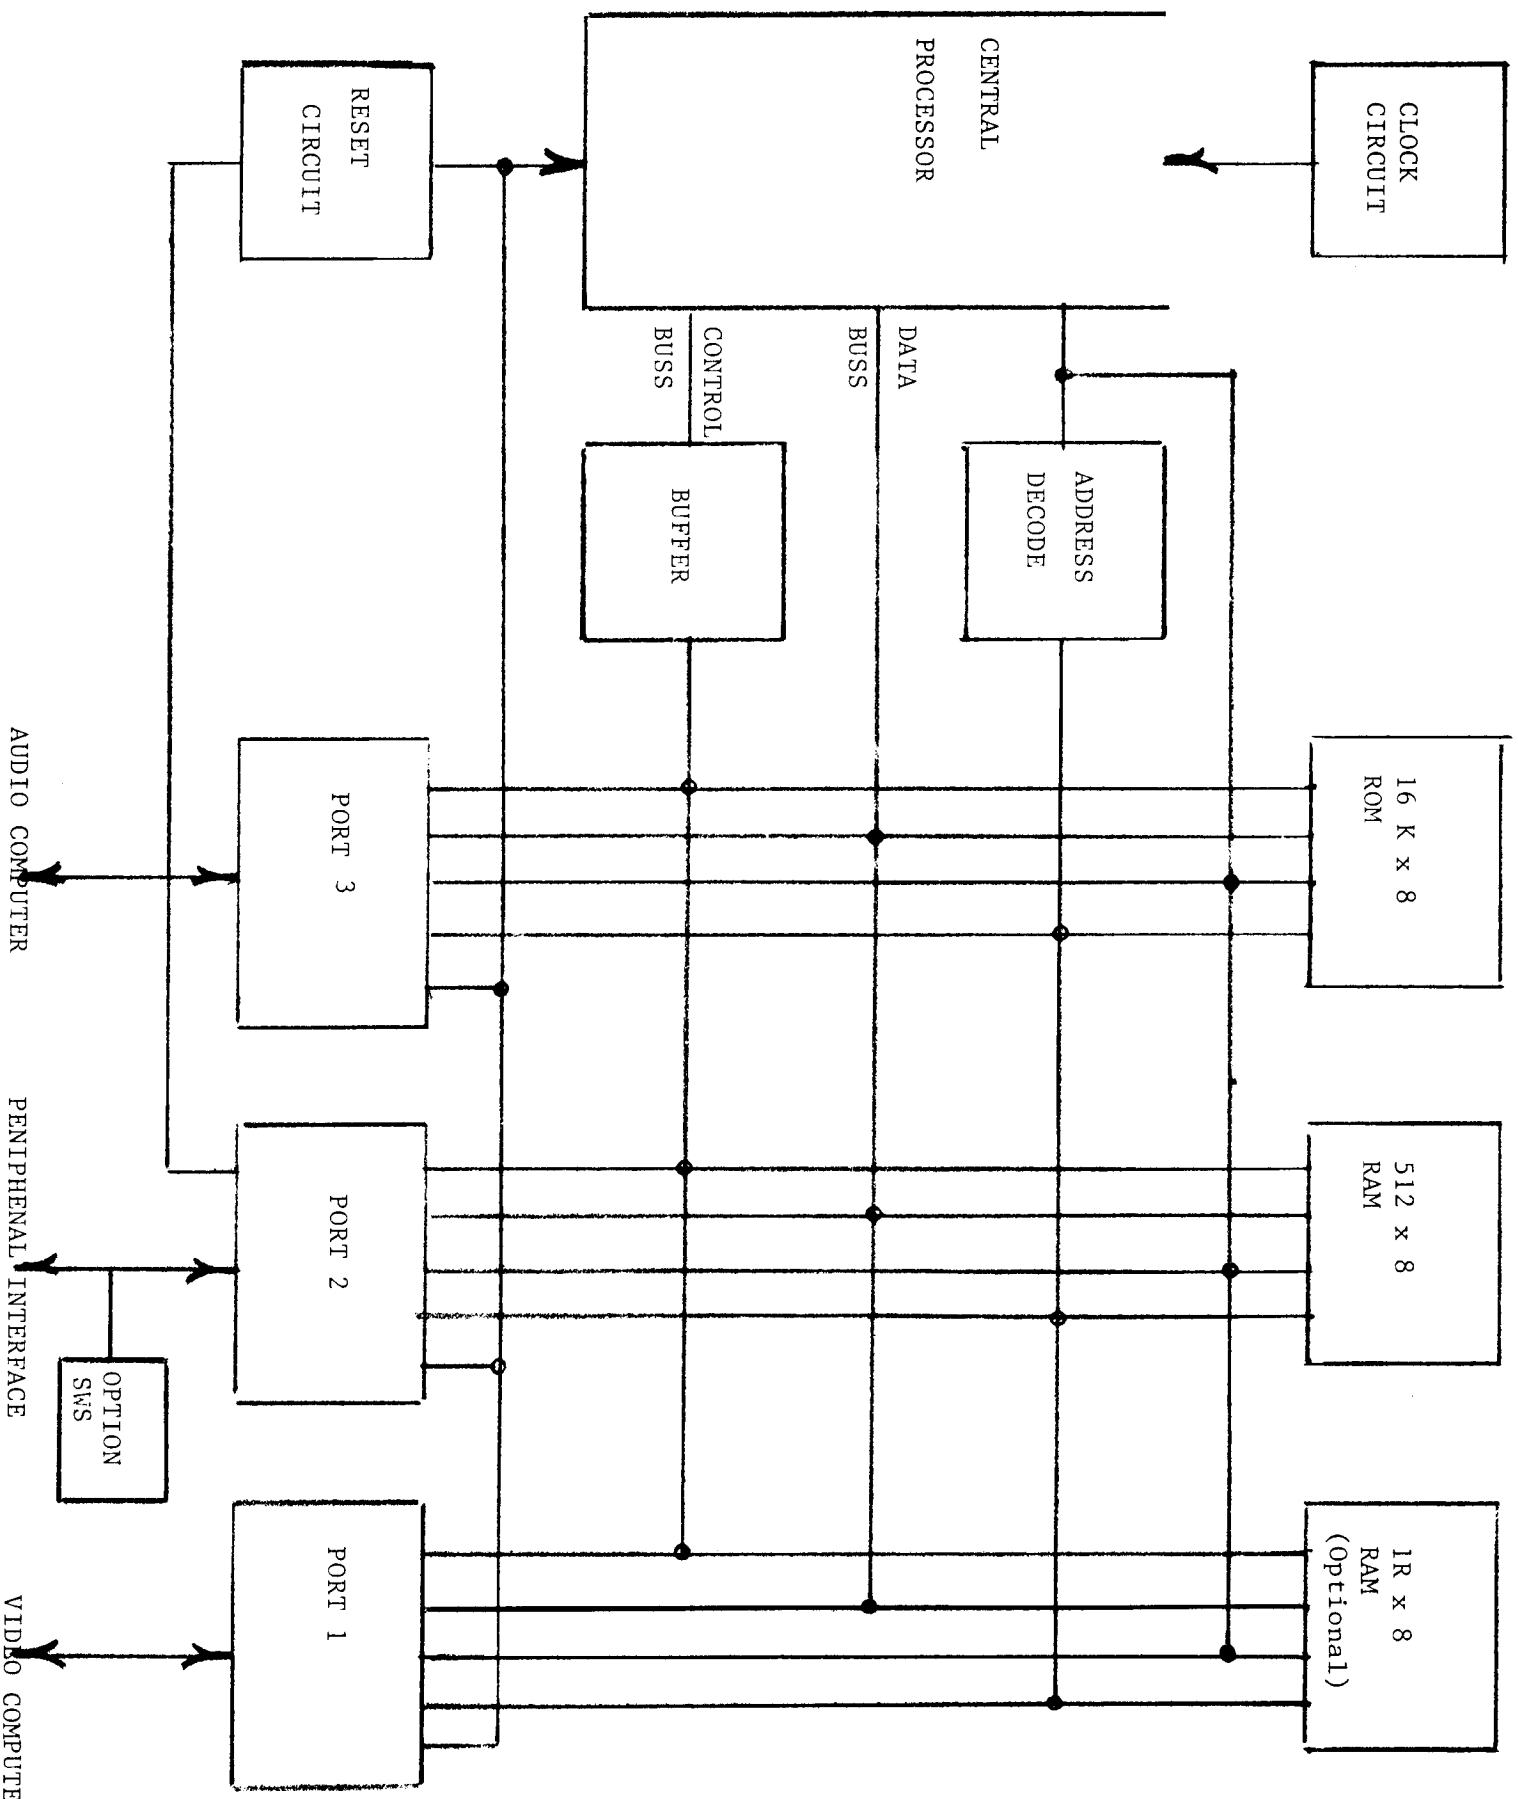 CLOCK
CIRCUIT
CENTRAL
PROCESSOR
RESET
CIRCUIT
DATA
BUSS
CONTROL
BUSS
ADDRESS
DECODE
BUFFER
16 K x 8
ROM
512 x 8
RAM
1R x 8
RAM
(Optional)
PORT 3
PORT 2
PORT 1
OPTION
SWS
AUDIO COMPUTER
PENIPHENAL INTERFACE
VIDEO COMPUTE